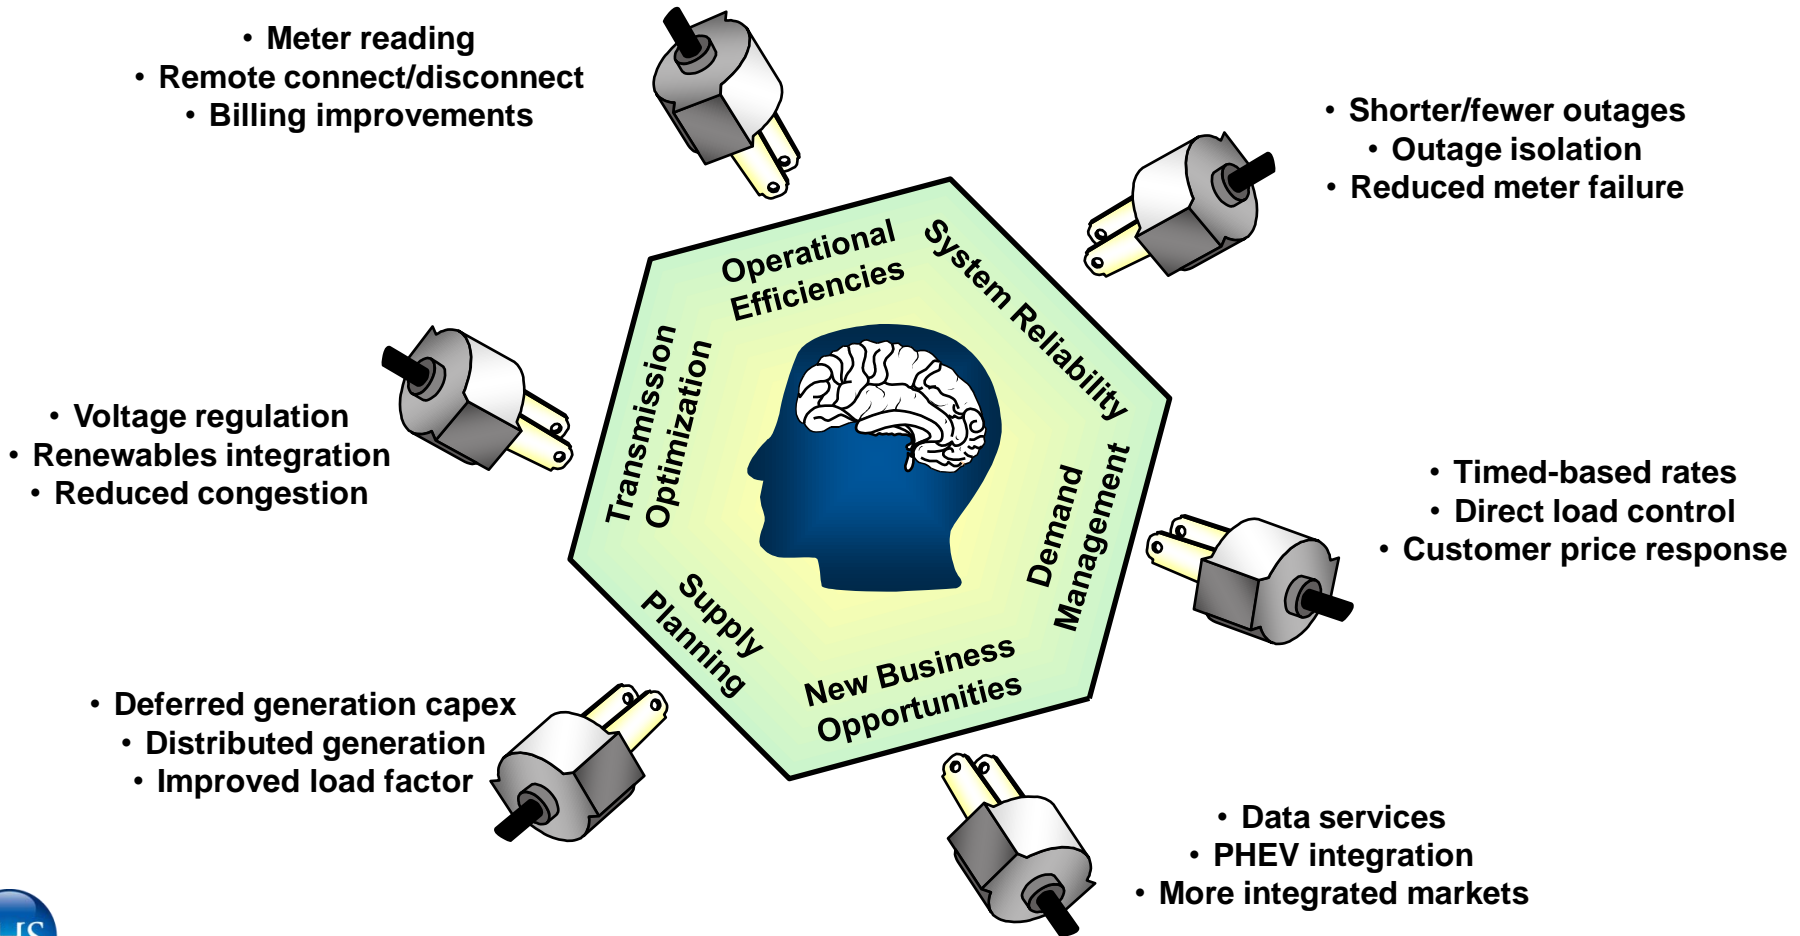 • Meter reading
• Remote connect/disconnect
• Billing improvements
• Shorter/fewer outages
• Outage isolation
• Reduced meter failure
Operational
Efficiencies
System Reliability
Transmission
Optimization
• Voltage regulation
• Renewables integration
• Reduced congestion
Demand
Management
• Timed-based rates
• Direct load control
• Customer price response
Supply
Planning
New Business
Opportunities
• Deferred generation capex
• Distributed generation
• Improved load factor
• Data services
• PHEV integration
• More integrated markets